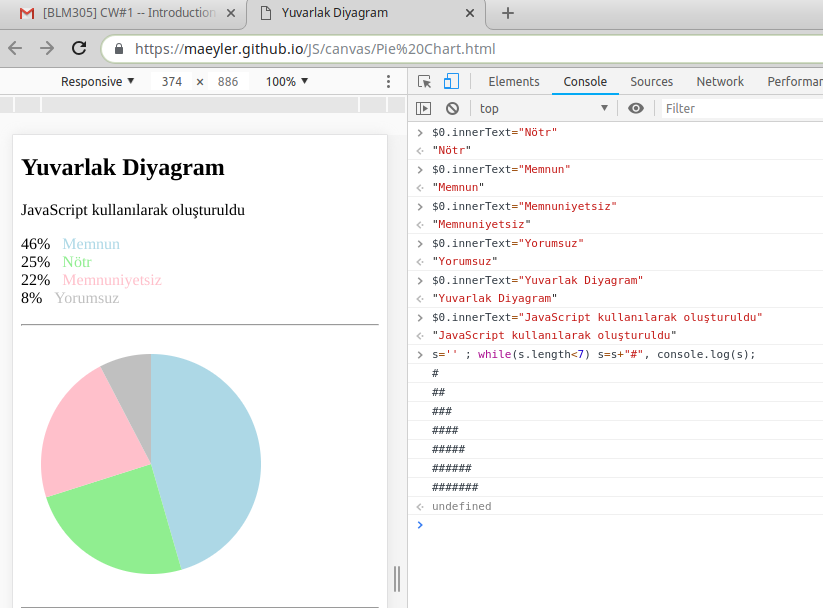 [BLM305] CW#1 -- Introduction
Yuvarlak Diyagram
https://maeyler.github.io/JS/canvas/Pie%20Chart.html
Responsive ▼ 374 × 886 100% ▼
Elements Console Sources Network Performan
top ▼ Filter
Yuvarlak Diyagram
JavaScript kullanılarak oluşturuldu
46% Memnun
25% Nötr
22% Memnuniyetsiz
8% Yorumsuz
> $0.innerText="Nötr"
"Nötr"
> $0.innerText="Memnun"
"Memnun"
> $0.innerText="Memnuniyetsiz"
"Memnuniyetsiz"
> $0.innerText="Yorumsuz"
"Yorumsuz"
> $0.innerText="Yuvarlak Diyagram"
"Yuvarlak Diyagram"
> $0.innerText="JavaScript kullanılarak oluşturuldu"
"JavaScript kullanılarak oluşturuldu"
> s='' ; while(s.length<7) s=s+"#", console.log(s);
#
##
###
####
#####
######
#######
undefined
>